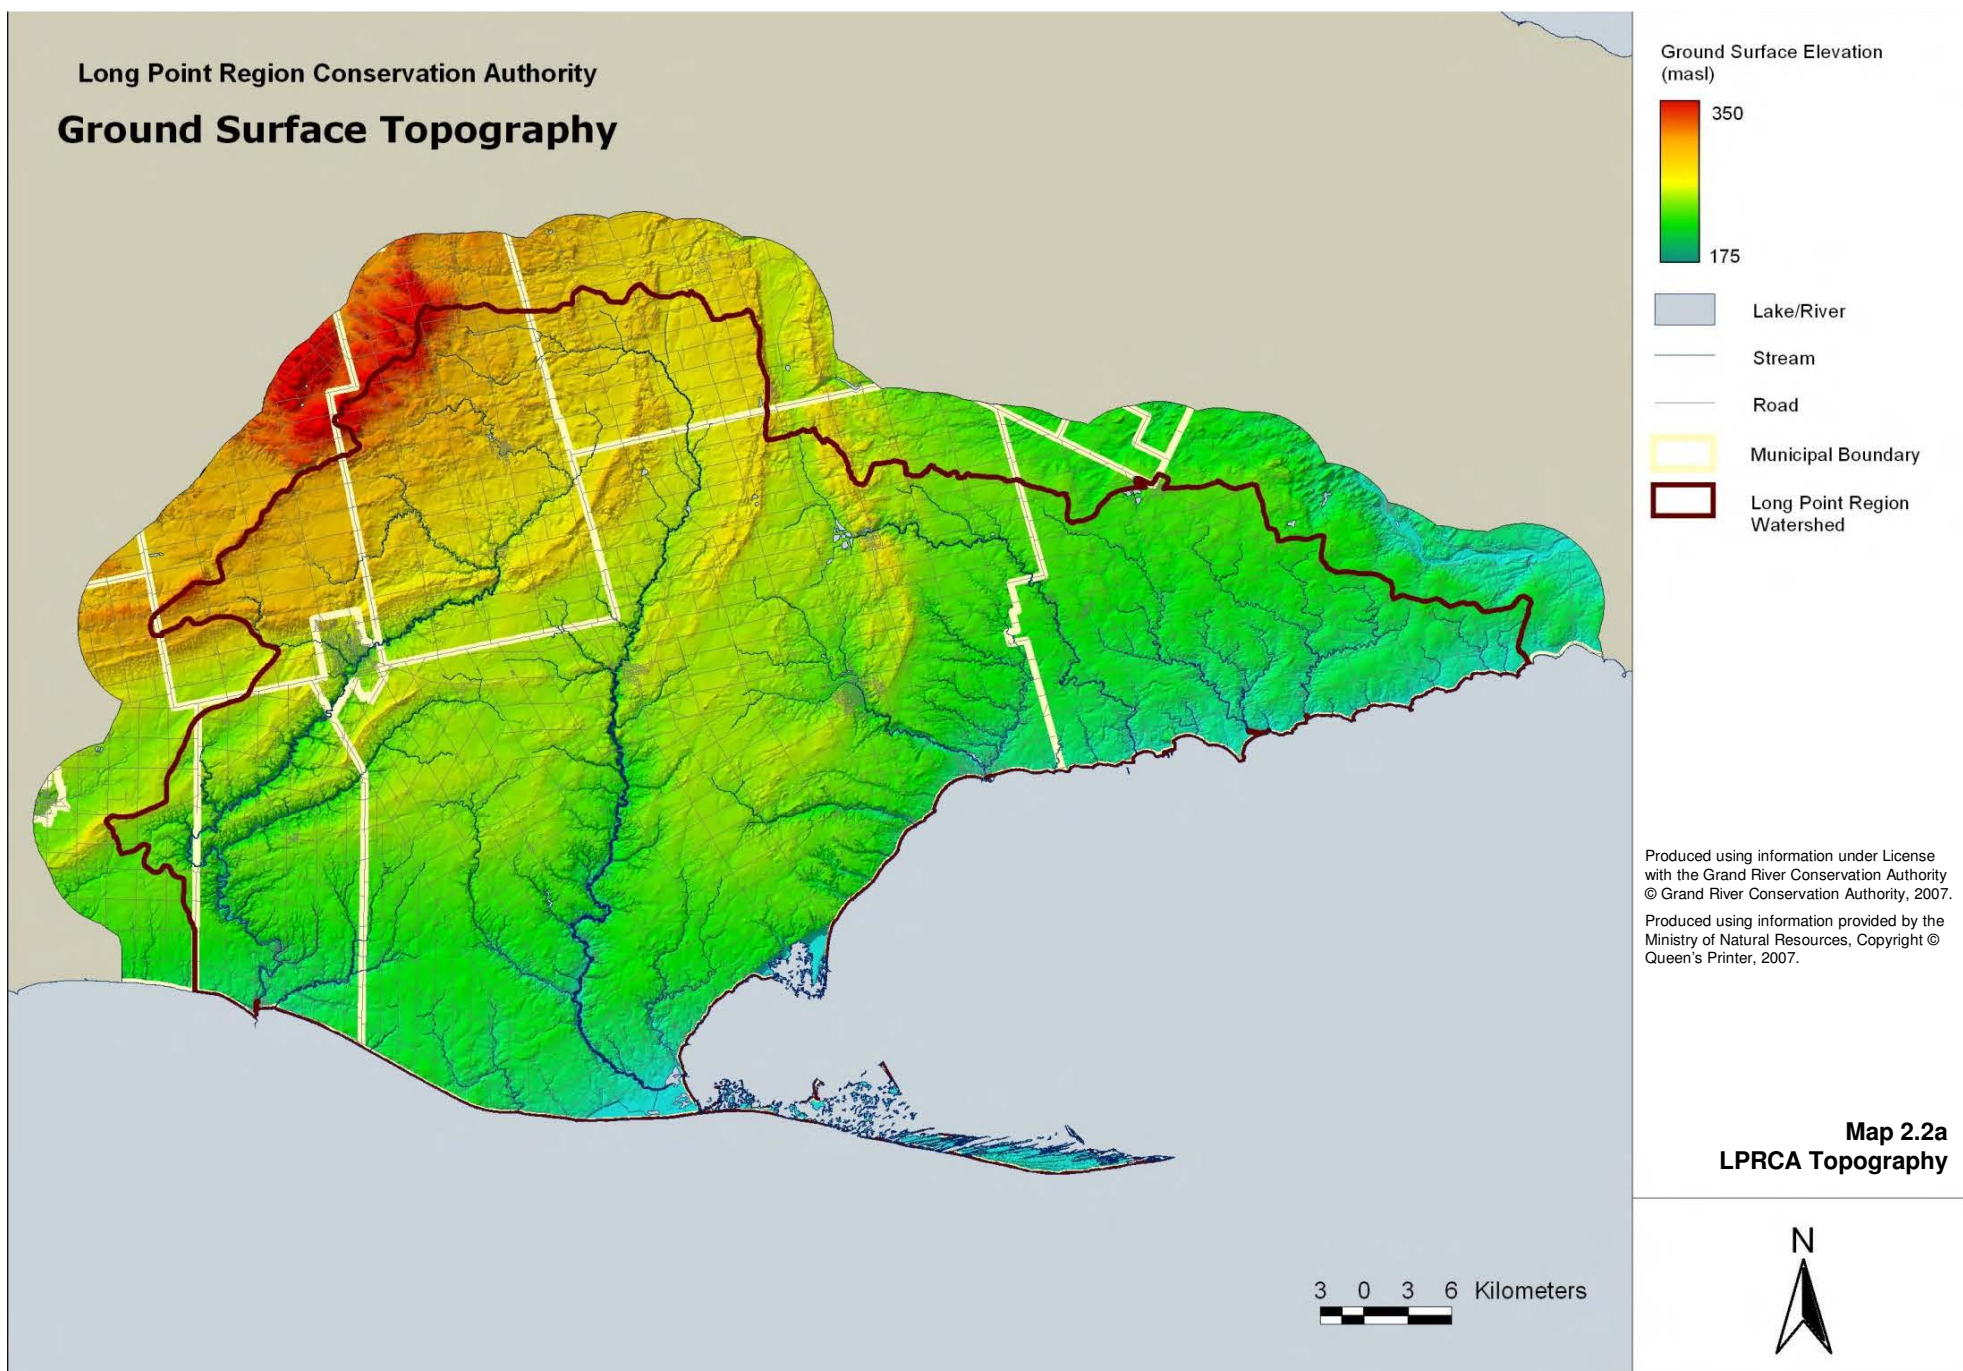 Long Point Region Conservation Authority
Ground Surface Topography
Ground Surface Elevation
(masl)
350
175
Lake/River
Stream
Road
Municipal Boundary
Long Point Region
Watershed
Produced using information under License
with the Grand River Conservation Authority
© Grand River Conservation Authority, 2007.
Produced using information provided by the
Ministry of Natural Resources, Copyright ©
Queen's Printer, 2007.
Map 2.2a
LPRCA Topography
N
3 0 3 6 Kilometers